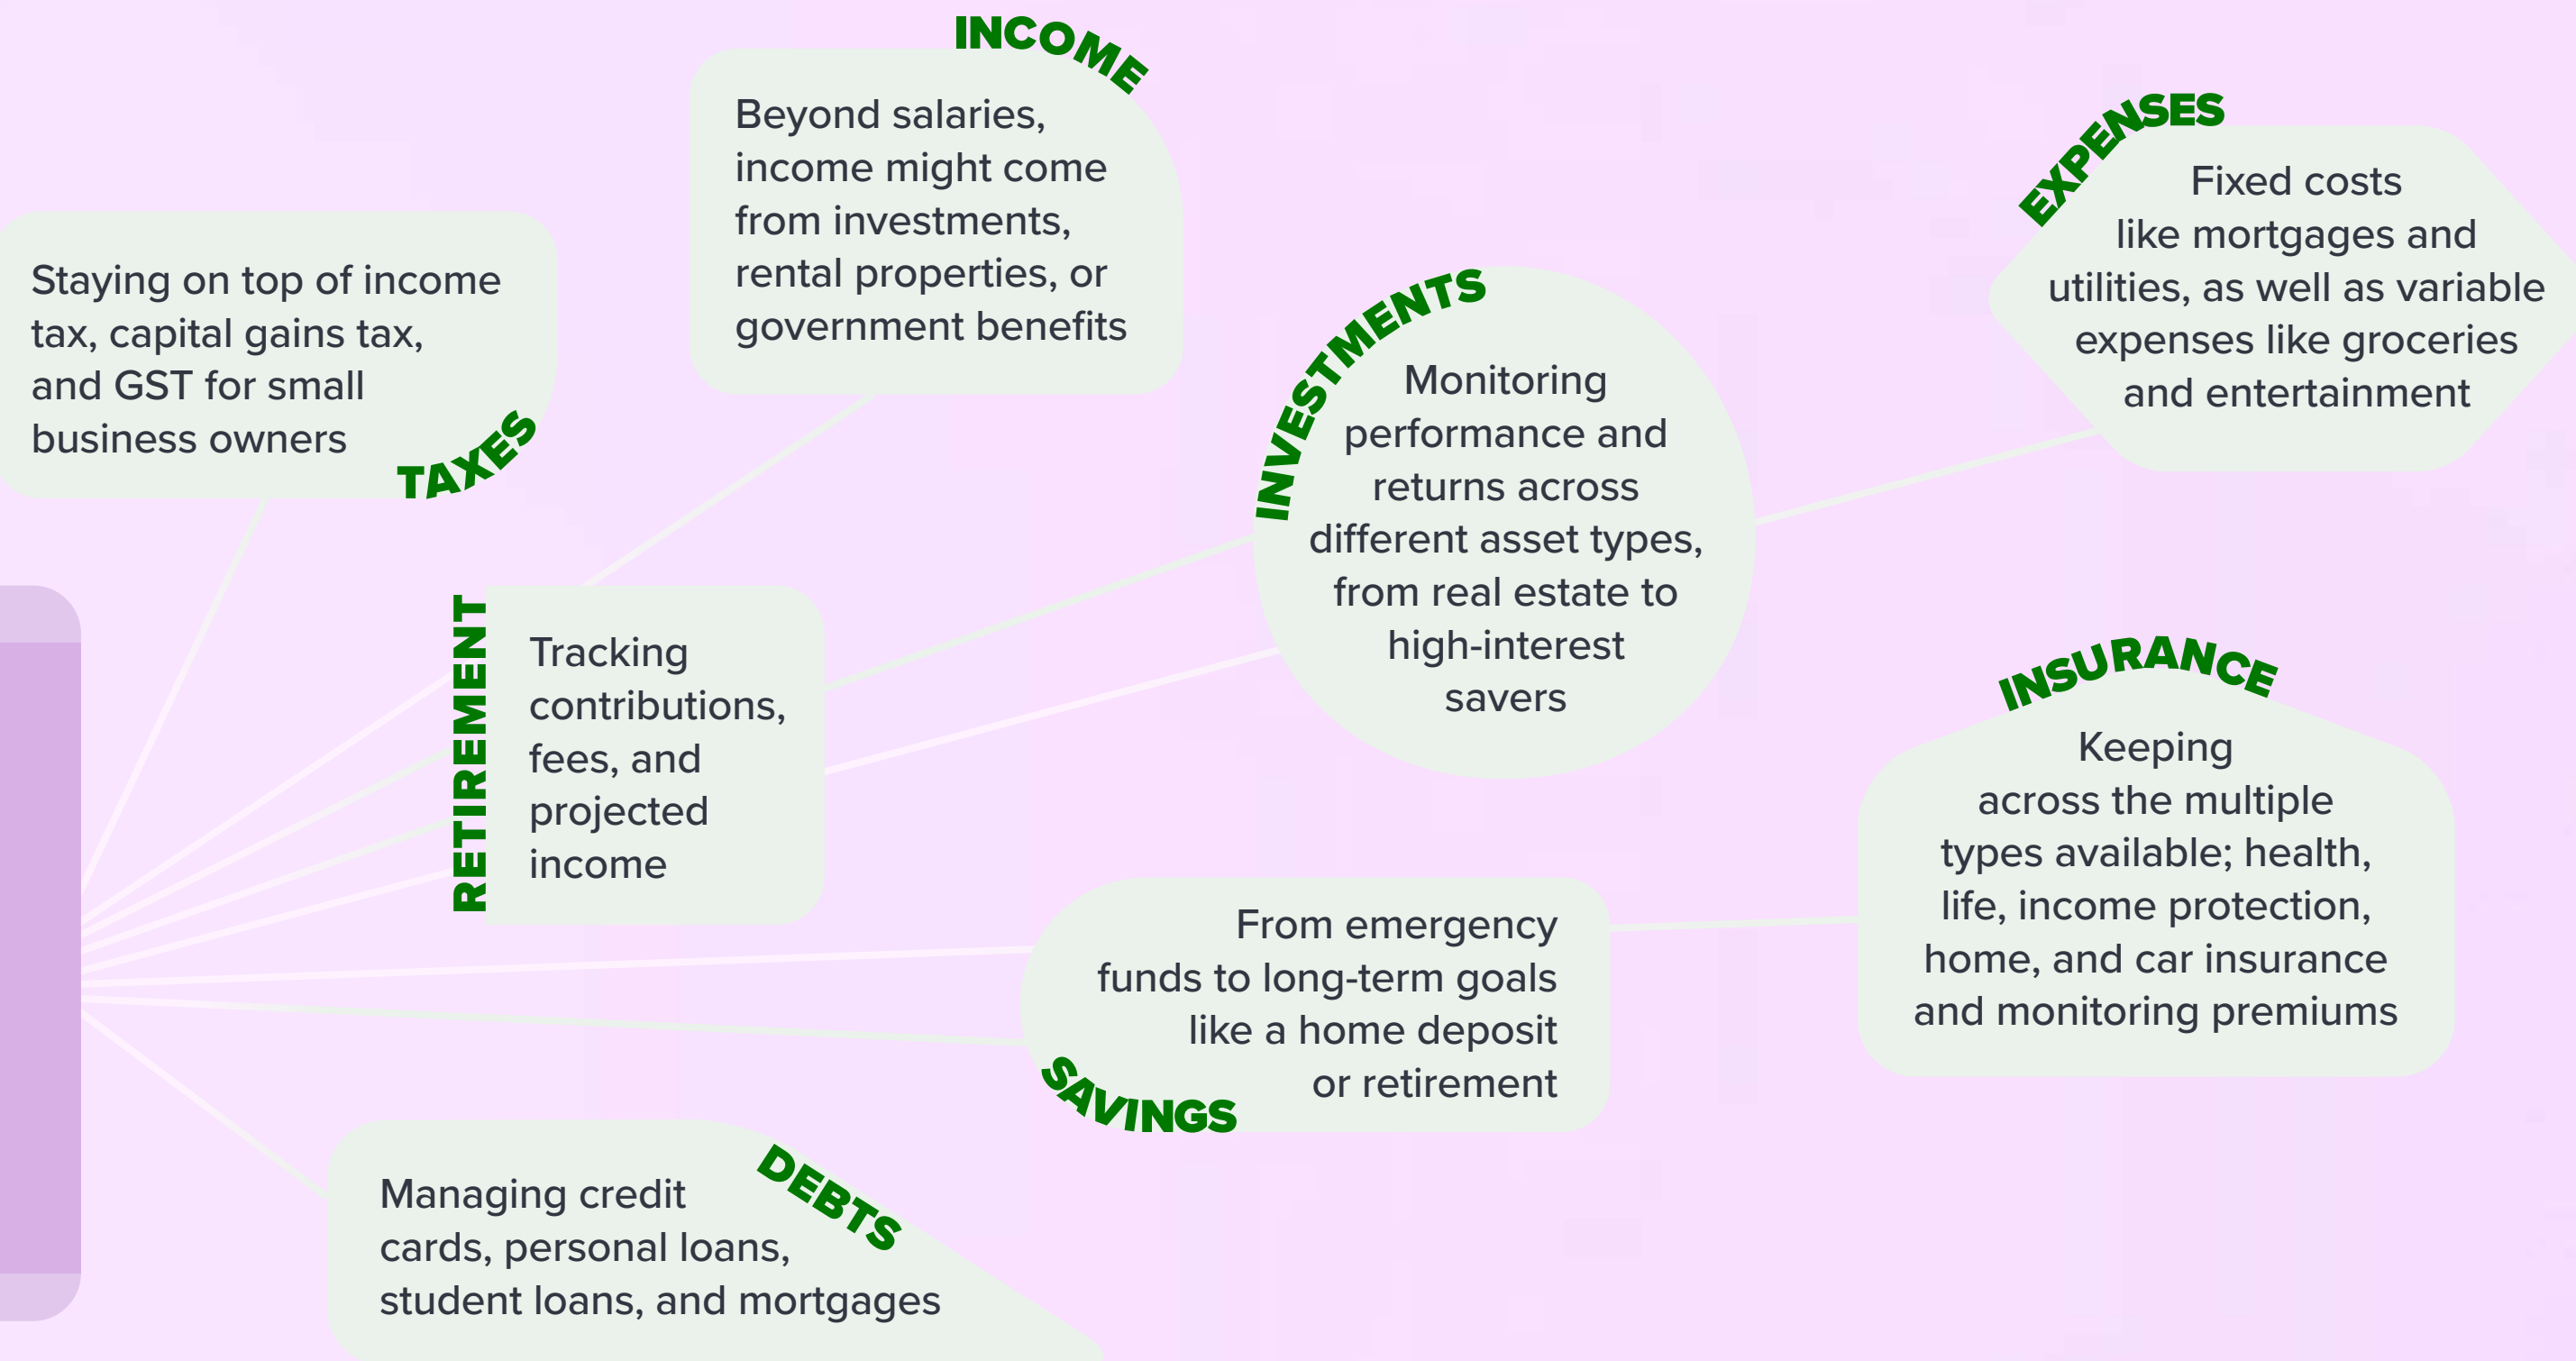 INCOME
Beyond salaries,
income might come
from investments,
rental properties, or
government benefits
EXPENSES
Fixed costs
like mortgages and
utilities, as well as variable
expenses like groceries
and entertainment
Staying on top of income
tax, capital gains tax,
and GST for small
business owners
TAXES
INVESTMENTS
Monitoring
performance and
returns across
different asset types,
from real estate to
high-interest
savers
RETIREMENT
Tracking
contributions,
fees, and
projected
income
INSURANCE
Keeping
across the multiple
types available; health,
life, income protection,
home, and car insurance
and monitoring premiums
From emergency
funds to long-term goals
like a home deposit
or retirement
SAVINGS
DEBTS
Managing credit
cards, personal loans,
student loans, and mortgages